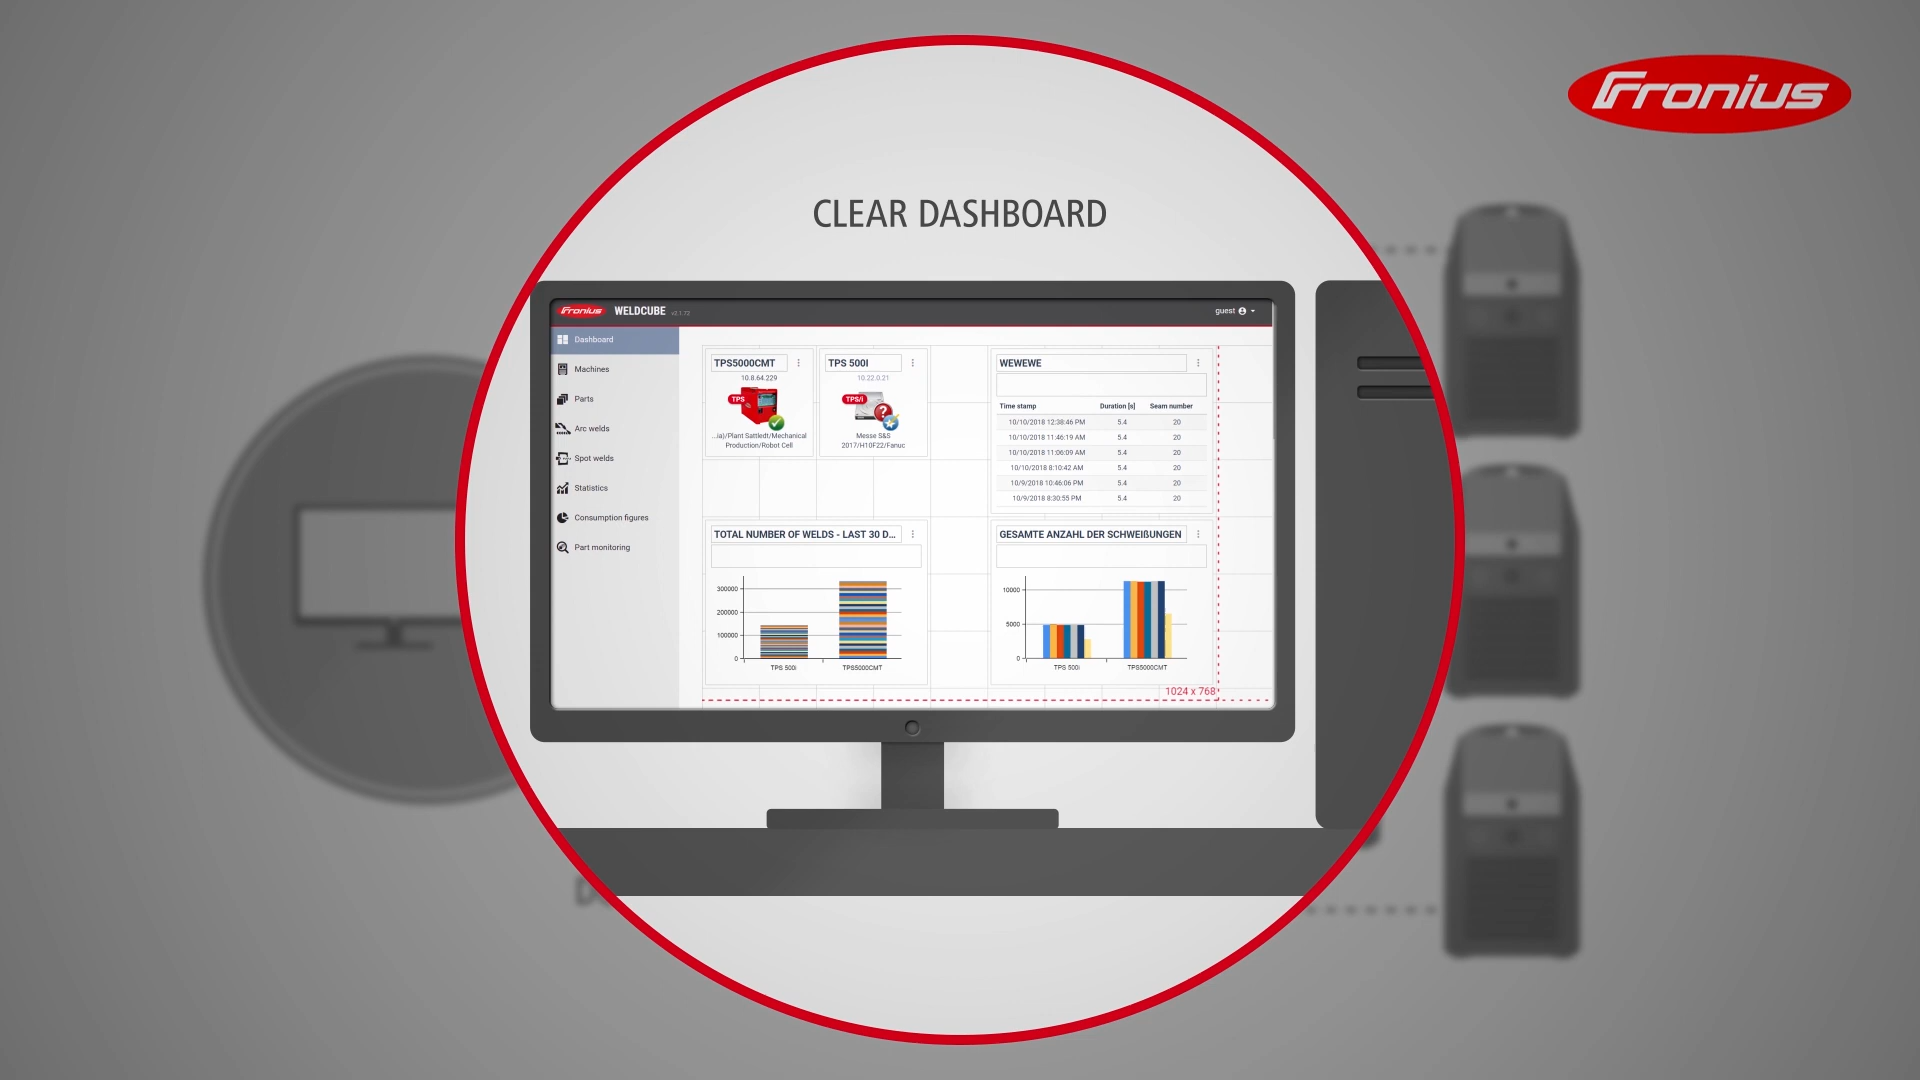 Fronius
CLEAR DASHBOARD
Fronius WELDCUBE v2.1.72
guest
Dashboard
Machines
Parts
Arc welds
Spot welds
Statistics
Consumption figures
Part monitoring
TPS5000CMT
10.8.64.229
TPS
...ia)/Plant Sattledt/Mechanical
Production/Robot Cell
TPS 500I
10.22.0.21
TPS/i
?
Messe S&S
2017/H10F22/Fanuc
WEWEWE
Time stamp Duration [s] Seam number
10/10/2018 12:38:46 PM 5.4 20
10/10/2018 11:46:19 AM 5.4 20
10/10/2018 11:06:09 AM 5.4 20
10/10/2018 8:10:42 AM 5.4 20
10/9/2018 10:46:06 PM 5.4 20
10/9/2018 8:30:55 PM 5.4 20
TOTAL NUMBER OF WELDS - LAST 30 D...
300000
200000
100000
0
TPS 500i TPS5000CMT
GESAMTE ANZAHL DER SCHWEIßUNGEN
10000
5000
0
TPS 500i TPS5000CMT
1024 x 768